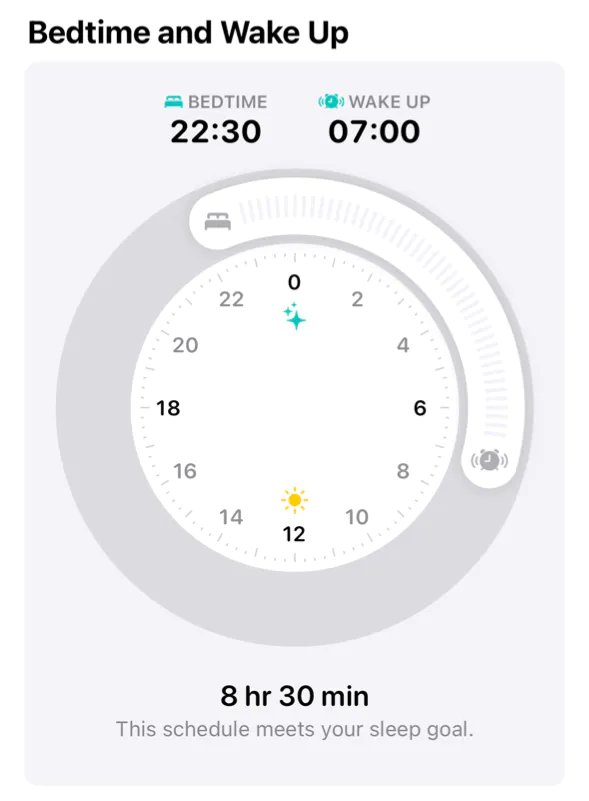 Bedtime and Wake Up
BEDTIME WAKE UP
22:30 07:00
0
22 2
20 4
18 6
16 8
14 10
12
8 hr 30 min
This schedule meets your sleep goal.